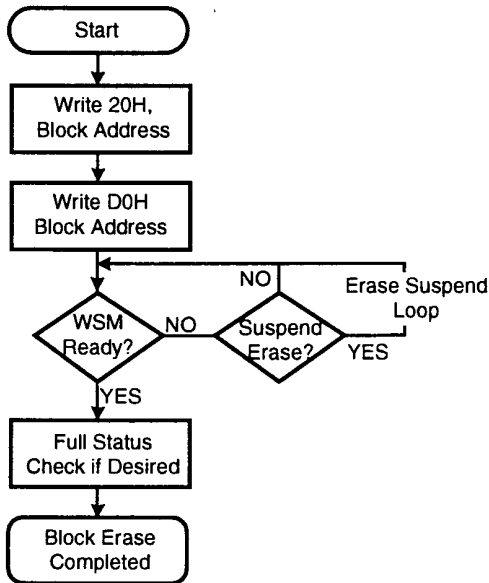 Start
Write 20H,
Block Address
Write D0H
Block Address
NO
Erase Suspend
Loop
WSM
Ready?
NO
Suspend
Erase?
YES
YES
Full Status
Check if Desired
Block Erase
Completed